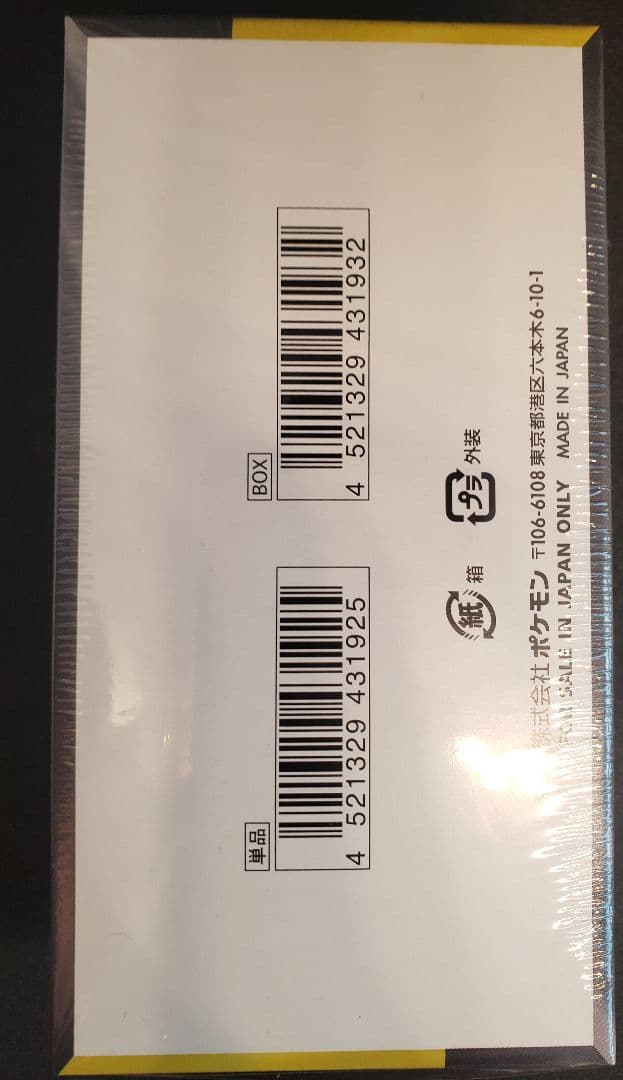 単品
4 521329 431925
BOX
4 521329 431932
紙 箱
プラ 外装
株式会社 ポケモン 〒106-6108 東京都港区六本木6-10-1
FOR SALE IN JAPAN ONLY MADE IN JAPAN